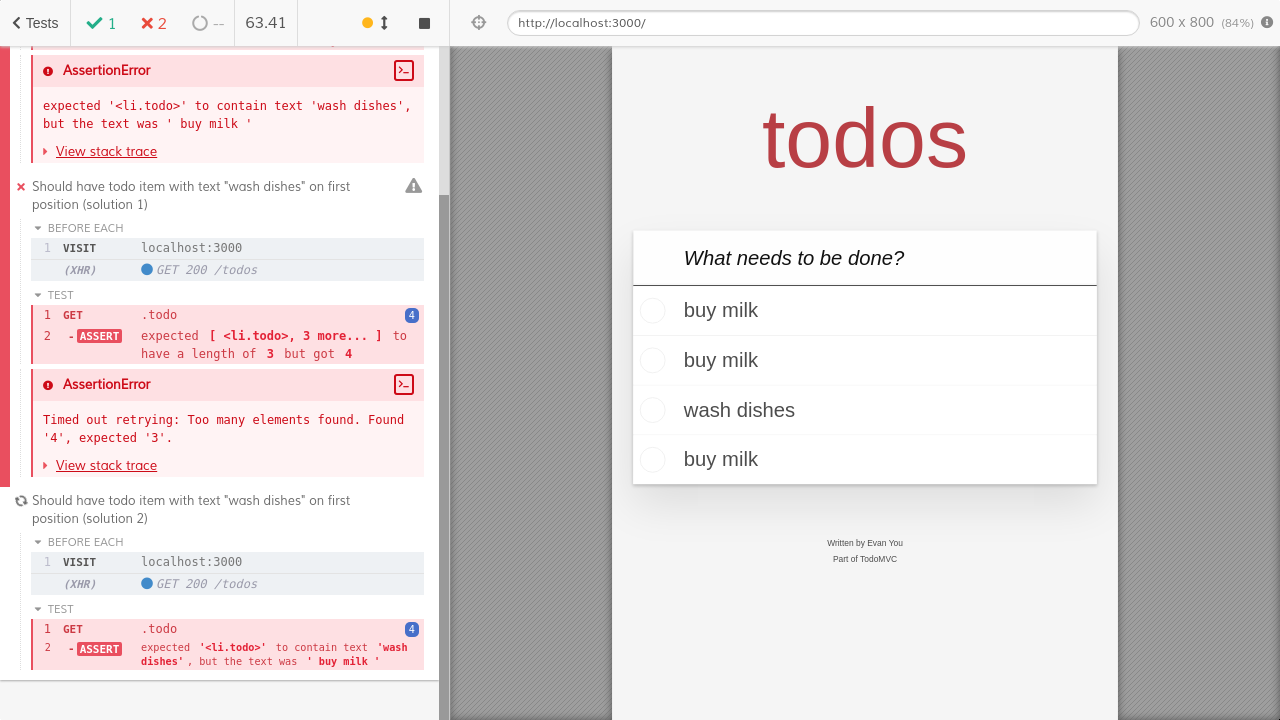 Tests
1
2
--
63.41
http://localhost:3000/
600 x 800 (84%)
AssertionError
expected '<li.todo>' to contain text 'wash dishes',
but the text was ' buy milk '
View stack trace
Should have todo item with text "wash dishes" on first
position (solution 1)
BEFORE EACH
1 VISIT localhost:3000
(XHR) GET 200 /todos
TEST
1 GET .todo 4
2 -ASSERT expected [ <li.todo>, 3 more... ] to
have a length of 3 but got 4
AssertionError
Timed out retrying: Too many elements found. Found
'4', expected '3'.
View stack trace
Should have todo item with text "wash dishes" on first
position (solution 2)
BEFORE EACH
1 VISIT localhost:3000
(XHR) GET 200 /todos
TEST
1 GET .todo 4
2 -ASSERT expected '<li.todo>' to contain text 'wash
dishes', but the text was ' buy milk '
todos
What needs to be done?
buy milk
buy milk
wash dishes
buy milk
Written by Evan You
Part of TodoMVC